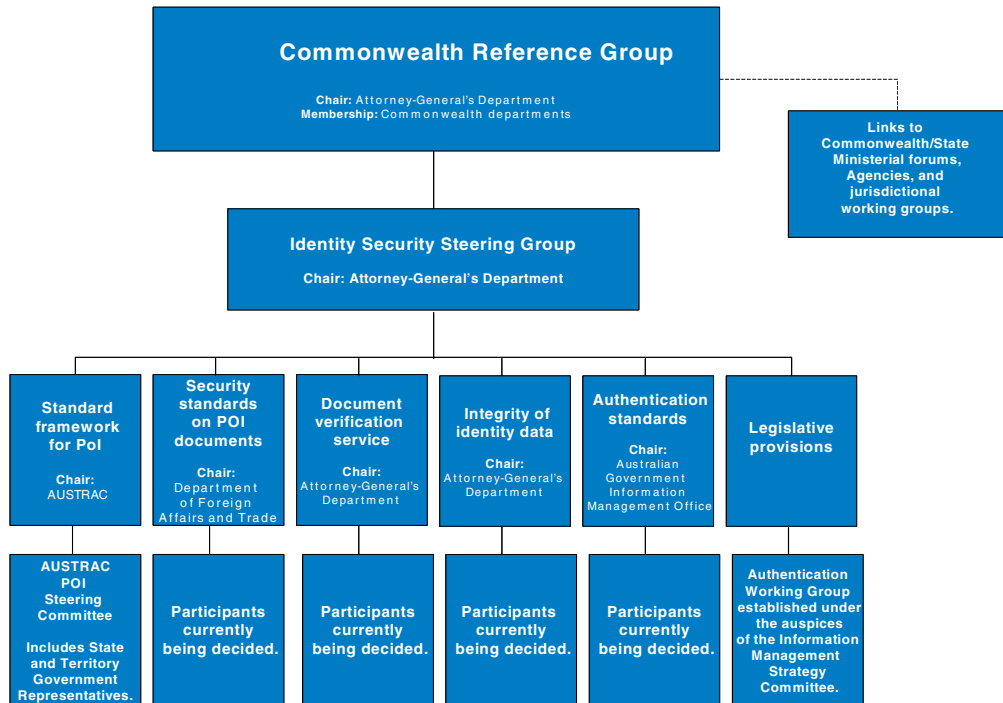 Commonwealth Reference Group
Chair: Attorney-General's Department
Membership: Commonwealth departments
Links to
Commonwealth/State
Ministerial forums,
Agencies, and
jurisdictional
working groups.
Identity Security Steering Group
Chair: Attorney-General's Department
Standard
framework
for PoI
Chair:
AUSTRAC
Security
standards
on POI
documents
Chair:
Department
of Foreign
Affairs and Trade
Document
verification
service
Chair:
Attorney-General's
Department
Integrity of
identity data
Chair:
Attorney-General's
Department
Authentication
standards
Chair:
Australian
Government
Information
Management Office
Legislative
provisions
AUSTRAC
POI
Steering
Committee
Includes State
and Territory
Government
Representatives.
Participants
currently
being decided.
Participants
currently
being decided.
Participants
currently
being decided.
Participants
currently
being decided.
Authentication
Working Group
established under
the auspices
of the Information
Management
Strategy
Committee.